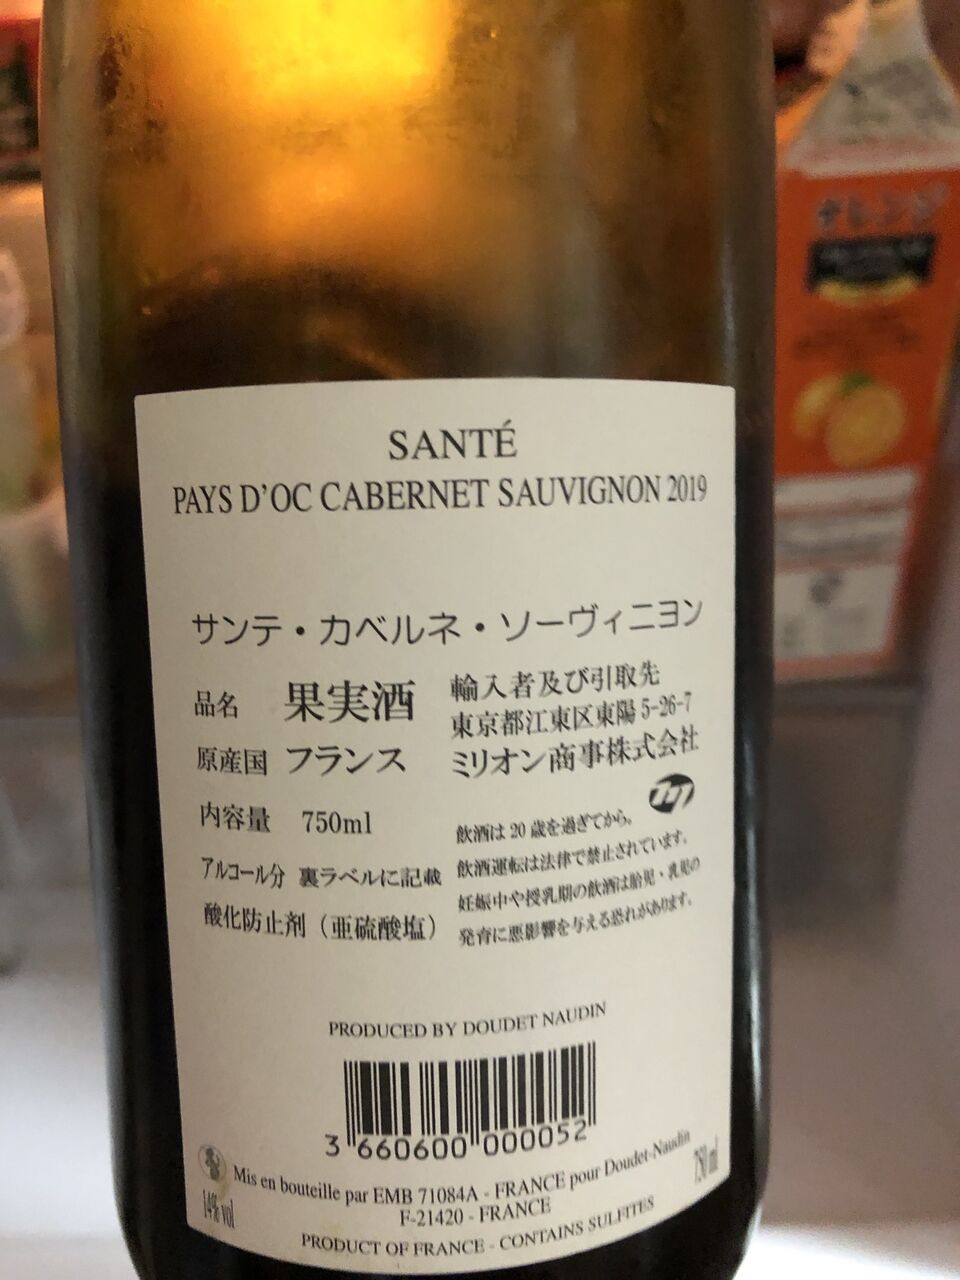 SANTÉ
PAYS D'OC CABERNET SAUVIGNON 2019
サンテ・カベルネ・ソーヴィニヨン
品名 果実酒
原産国 フランス
内容量 750ml
アルコール分 裏ラベルに記載
酸化防止剤（亜硫酸塩）
輸入者及び引取先
東京都江東区東陽5-26-7
ミリオン商事株式会社
飲酒は20歳を過ぎてから。
飲酒運転は法律で禁止されています。
妊娠中や授乳期の飲酒は胎児・乳児の
発育に悪影響を与える恐れがあります。
PRODUCED BY DOUDET NAUDIN
3 660600 000052
Mis en bouteille par EMB 71084A - FRANCE pour Doudet-Naudin
F-21420 - FRANCE
14% vol
750 ml
PRODUCT OF FRANCE - CONTAINS SULFITES
オレンジ